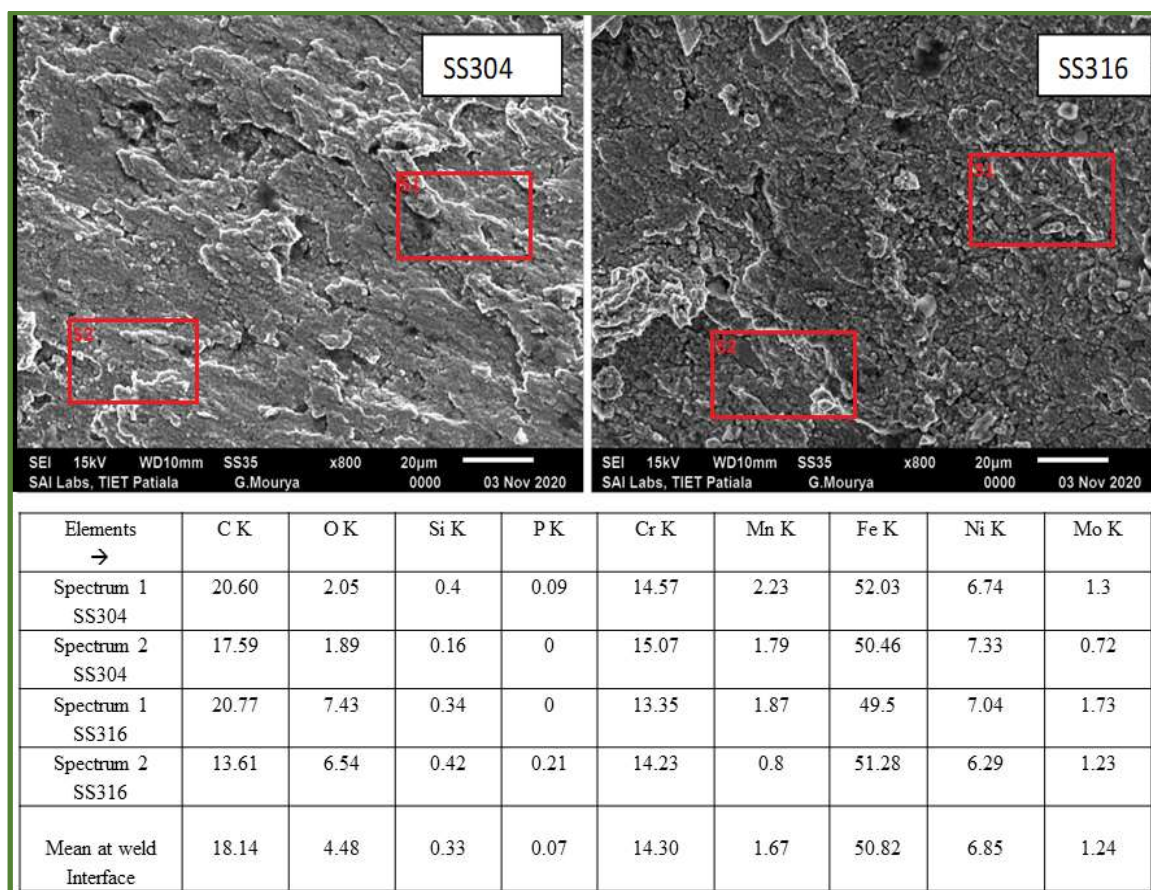 SS304
SS316
S1
S2
S1
S2
SEI 15kV WD10mm SS35 x800 20µm
SAI Labs, TIET Patiala G.Mourya 0000 03 Nov 2020
SEI 15kV WD10mm SS35 x800 20µm
SAI Labs, TIET Patiala G.Mourya 0000 03 Nov 2020
Elements → C K O K Si K P K Cr K Mn K Fe K Ni K Mo K
Spectrum 1 SS304 20.60 2.05 0.4 0.09 14.57 2.23 52.03 6.74 1.3
Spectrum 2 SS304 17.59 1.89 0.16 0 15.07 1.79 50.46 7.33 0.72
Spectrum 1 SS316 20.77 7.43 0.34 0 13.35 1.87 49.5 7.04 1.73
Spectrum 2 SS316 13.61 6.54 0.42 0.21 14.23 0.8 51.28 6.29 1.23
Mean at weld Interface 18.14 4.48 0.33 0.07 14.30 1.67 50.82 6.85 1.24